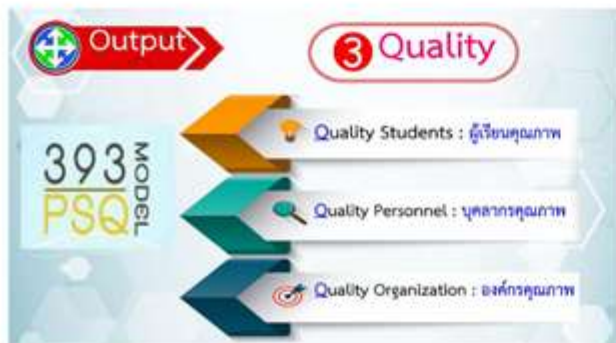 Output
3 Quality
393
PSQ
MODEL
Quality Students : ผู้เรียนคุณภาพ
Quality Personnel : บุคลากรคุณภาพ
Quality Organization : องค์กรคุณภาพ